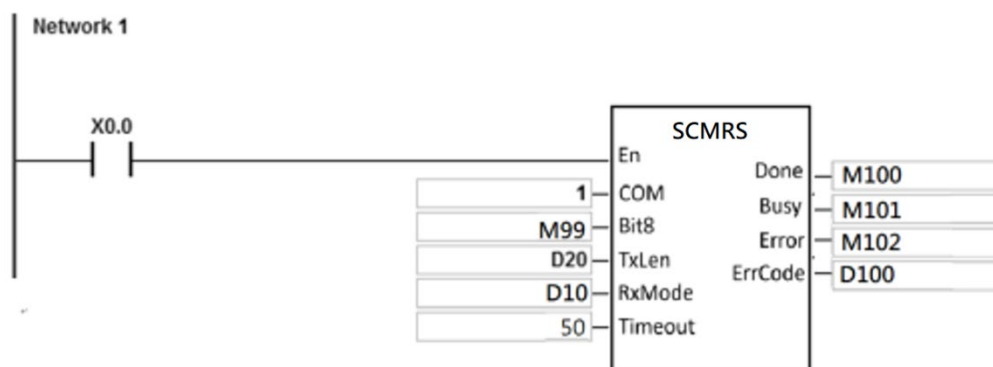 Network 1
X0.0
SCMRS
En
Done M100
1 COM
Busy M101
M99 Bit8
Error M102
D20 TxLen
ErrCode D100
D10 RxMode
50 Timeout